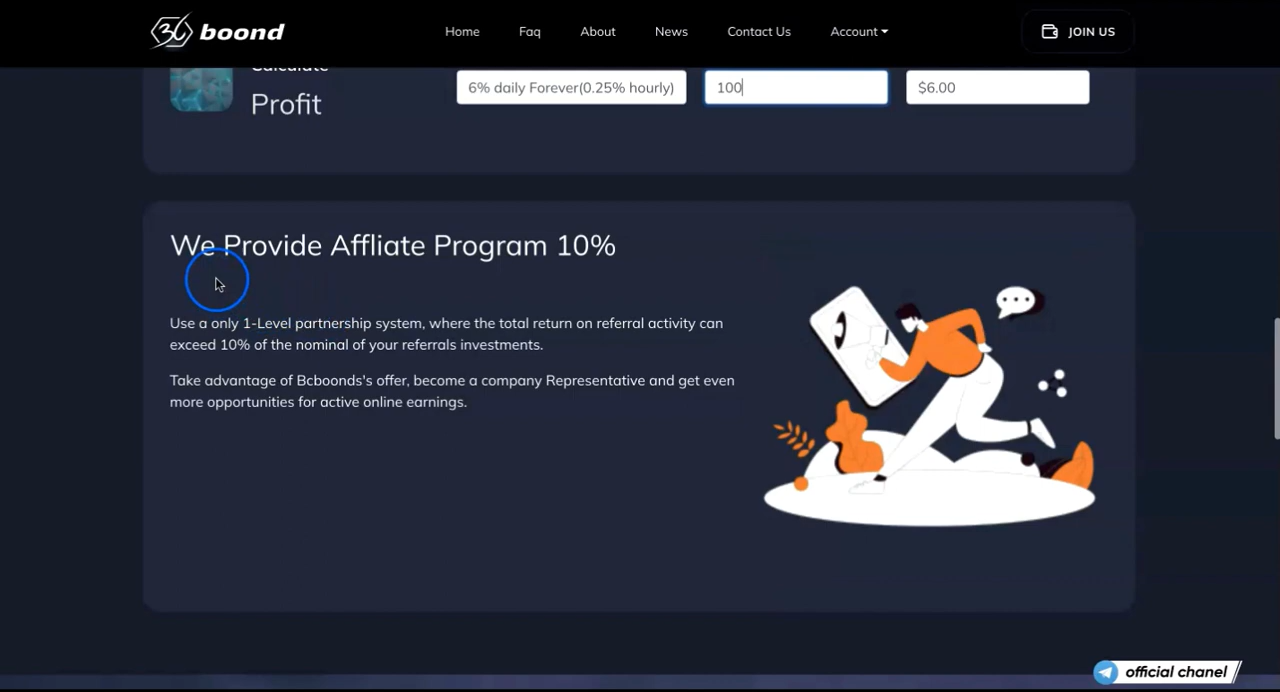 boond
Home
Faq
About
News
Contact Us
Account
JOIN US
Calculate
Profit
6% daily Forever(0.25% hourly)
100
$6.00
We Provide Affliate Program 10%
Use a only 1-Level partnership system, where the total return on referral activity can
exceed 10% of the nominal of your referrals investments.
Take advantage of Bcboonds's offer, become a company Representative and get even
more opportunities for active online earnings.
official chanel